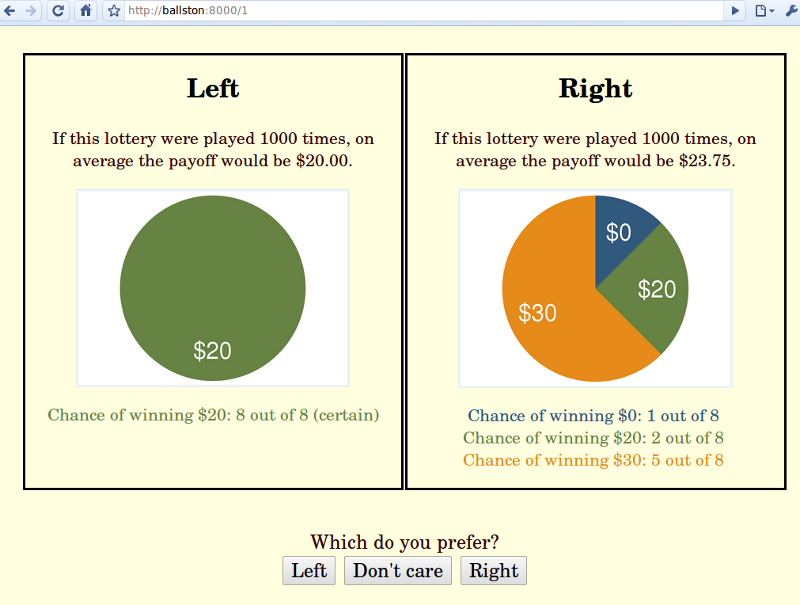 http://ballston:8000/1
Left
If this lottery were played 1000 times, on
average the payoff would be $20.00.
$20
Chance of winning $20: 8 out of 8 (certain)
Right
If this lottery were played 1000 times, on
average the payoff would be $23.75.
$0
$20
$30
Chance of winning $0: 1 out of 8
Chance of winning $20: 2 out of 8
Chance of winning $30: 5 out of 8
Which do you prefer?
Left Don't care Right